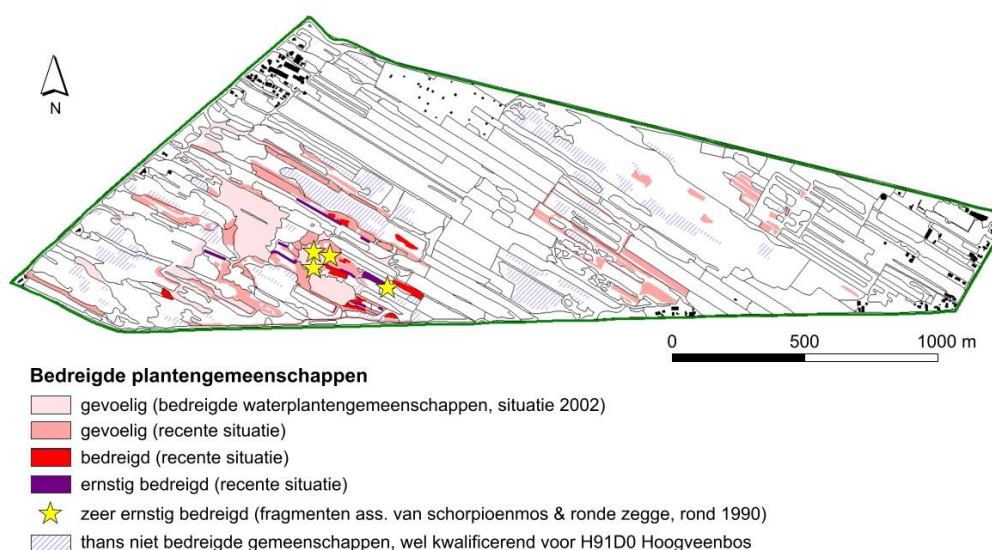 N
0 500 1000 m
Bedreigde plantengemeenschappen
gevoelig (bedreigde waterplantengemeenschappen, situatie 2002)
gevoelig (recente situatie)
bedreigd (recente situatie)
ernstig bedreigd (recente situatie)
zeer ernstig bedreigd (fragmenten ass. van schorpioenmos & ronde zegge, rond 1990)
thans niet bedreigde gemeenschappen, wel kwalificerend voor H91D0 Hoogveenbos